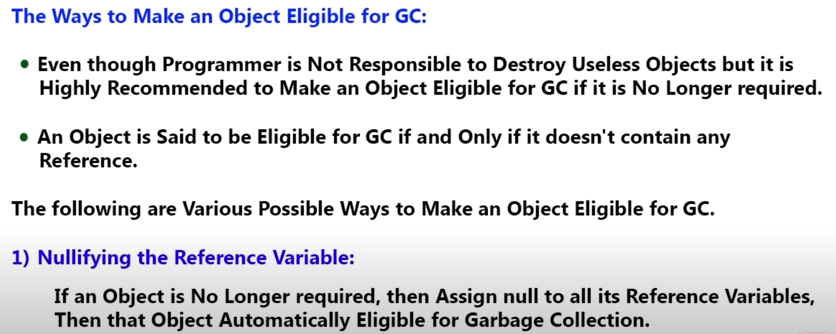 The Ways to Make an Object Eligible for GC:
• Even though Programmer is Not Responsible to Destroy Useless Objects but it is
Highly Recommended to Make an Object Eligible for GC if it is No Longer required.
• An Object is Said to be Eligible for GC if and Only if it doesn't contain any
Reference.
The following are Various Possible Ways to Make an Object Eligible for GC.
1) Nullifying the Reference Variable:
If an Object is No Longer required, then Assign null to all its Reference Variables,
Then that Object Automatically Eligible for Garbage Collection.